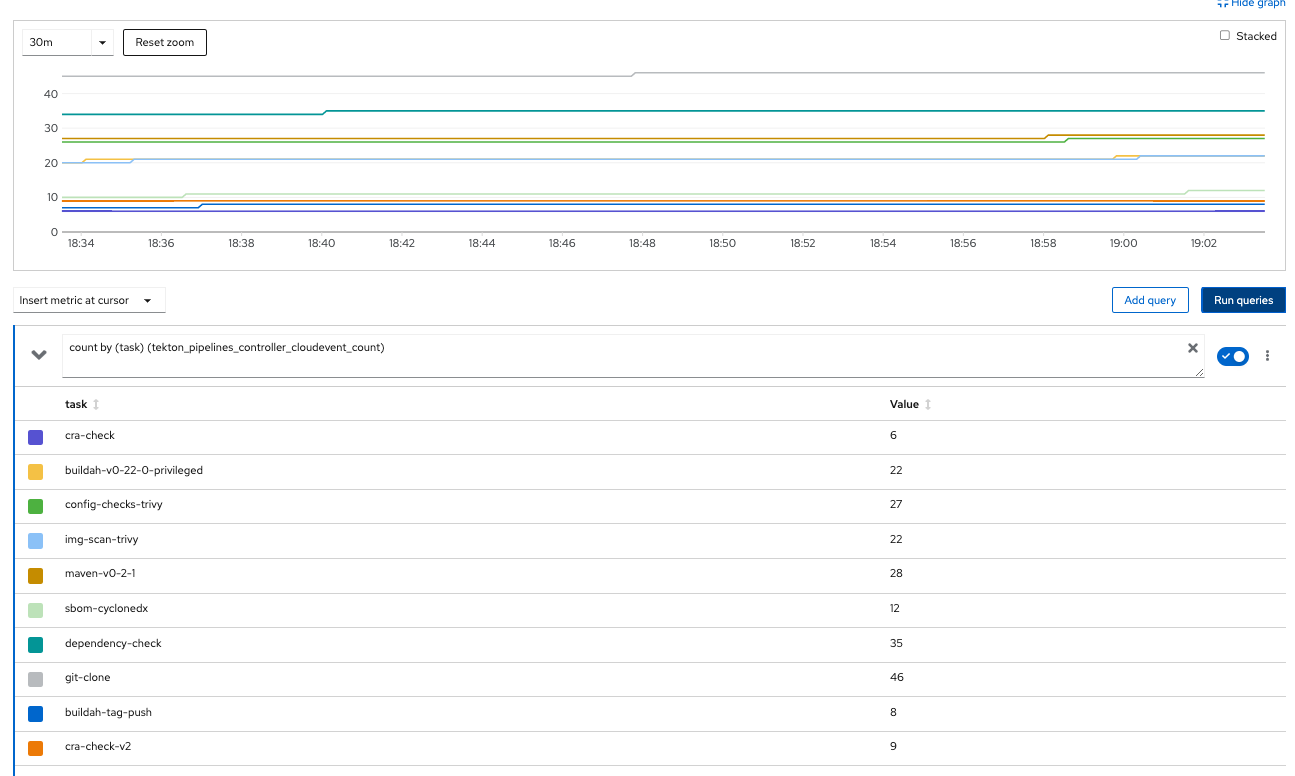 Hide graph
30m
Reset zoom
Stacked
40
30
20
10
0
18:34 18:36 18:38 18:40 18:42 18:44 18:46 18:48 18:50 18:52 18:54 18:56 18:58 19:00 19:02
Insert metric at cursor
Add query
Run queries
count by (task) (tekton_pipelines_controller_cloudevent_count)
task Value
cra-check 6
buildah-v0-22-0-privileged 22
config-checks-trivy 27
img-scan-trivy 22
maven-v0-2-1 28
sbom-cyclonedx 12
dependency-check 35
git-clone 46
buildah-tag-push 8
cra-check-v2 9